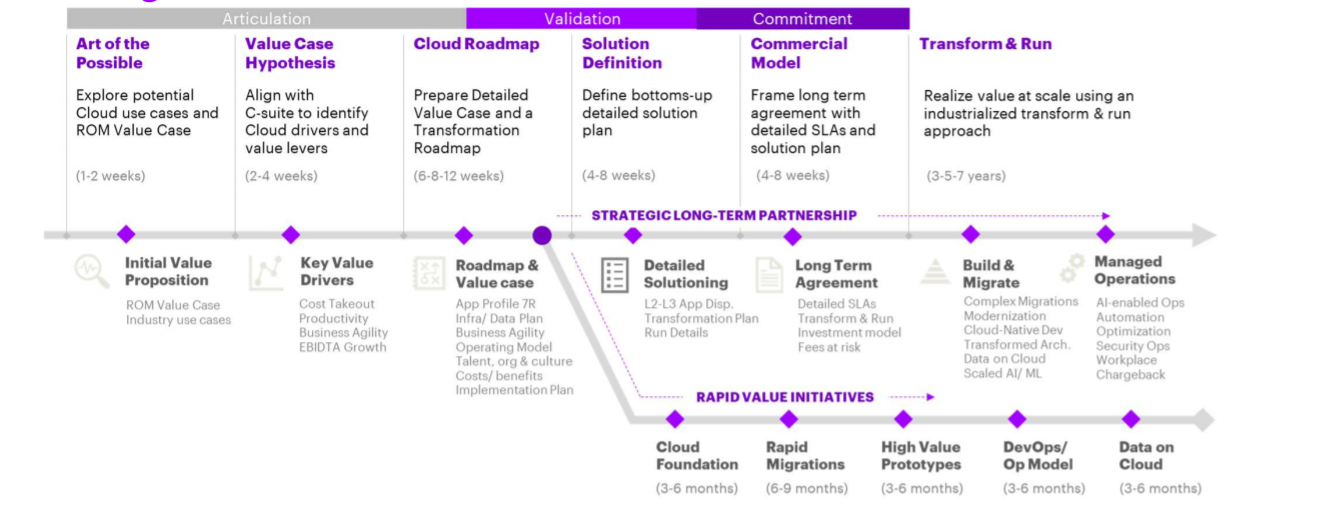 Articulation
Validation
Commitment
Art of the
Possible
Explore potential
Cloud use cases and
ROM Value Case
(1-2 weeks)
Value Case
Hypothesis
Align with
C-suite to identify
Cloud drivers and
value levers
(2-4 weeks)
Cloud Roadmap
Prepare Detailed
Value Case and a
Transformation
Roadmap
(6-8-12 weeks)
Solution
Definition
Define bottoms-up
detailed solution
plan
(4-8 weeks)
Commercial
Model
Frame long term
agreement with
detailed SLAs and
solution plan
(4-8 weeks)
Transform & Run
Realize value at scale using an
industrialized transform & run
approach
(3-5-7 years)
STRATEGIC LONG-TERM PARTNERSHIP
Initial Value
Proposition
ROM Value Case
Industry use cases
Key Value
Drivers
Cost Takeout
Productivity
Business Agility
EBIDTA Growth
Roadmap &
Value case
App Profile 7R
Infra/ Data Plan
Business Agility
Operating Model
Talent, org & culture
Costs/ benefits
Implementation Plan
Detailed
Solutioning
L2-L3 App Disp.
Transformation Plan
Run Details
Long Term
Agreement
Detailed SLAs
Transform & Run
Investment model
Fees at risk
Build &
Migrate
Complex Migrations
Modernization
Cloud-Native Dev
Transformed Arch.
Data on Cloud
Scaled AI/ ML
Managed
Operations
AI-enabled Ops
Automation
Optimization
Security Ops
Workplace
Chargeback
RAPID VALUE INITIATIVES
Cloud
Foundation
(3-6 months)
Rapid
Migrations
(6-9 months)
High Value
Prototypes
(3-6 months)
DevOps/
Op Model
(3-6 months)
Data on
Cloud
(3-6 months)